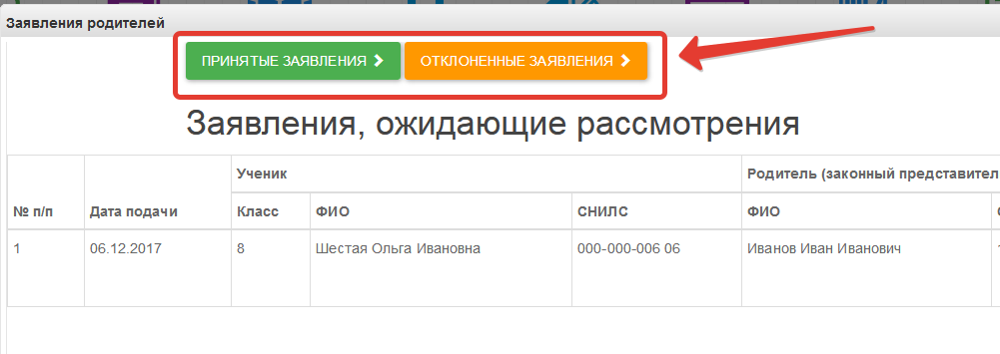 Заявления родителей
ПРИНЯТЫЕ ЗАЯВЛЕНИЯ ОТКЛОНЕННЫЕ ЗАЯВЛЕНИЯ
Заявления, ожидающие рассмотрения
Ученик Родитель (законный представител
№ п/п Дата подачи Класс ФИО СНИЛС ФИО
1 06.12.2017 8 Шестая Ольга Ивановна 000-000-006 06 Иванов Иван Иванович